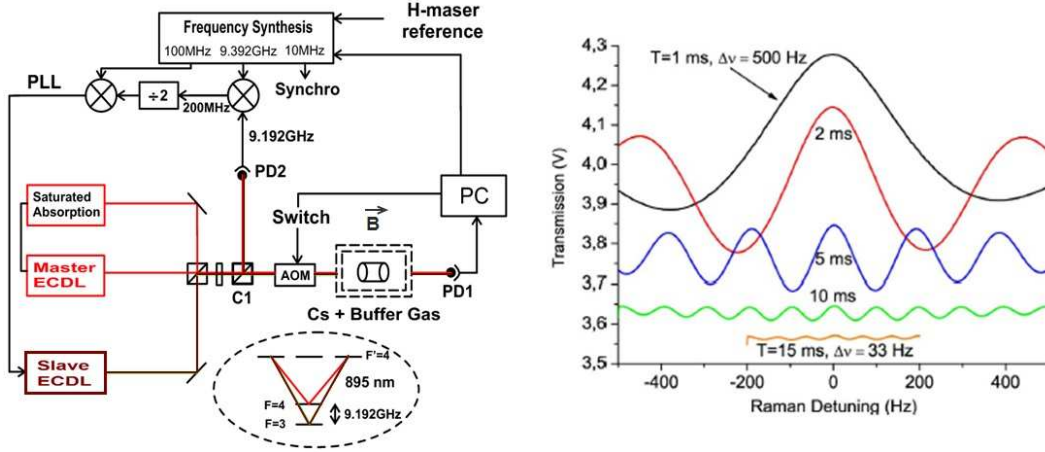 H-maser
reference
Frequency Synthesis
100MHz 9.392GHz 10MHz
PLL
÷2
200MHz
Synchro
9.192GHz
PD2
PC
Saturated
Absorption
Switch
B
Master
ECDL
C1
AOM
PD1
Cs + Buffer Gas
Slave
ECDL
F'=4
895 nm
F=4
9.192GHz
F=3
4,3
4,2
4,1
4,0
3,9
3,8
3,7
3,6
3,5
Transmission (V)
T=1 ms, Δν = 500 Hz
2 ms
5 ms
10 ms
T=15 ms, Δν = 33 Hz
-400 -200 0 200 400
Raman Detuning (Hz)